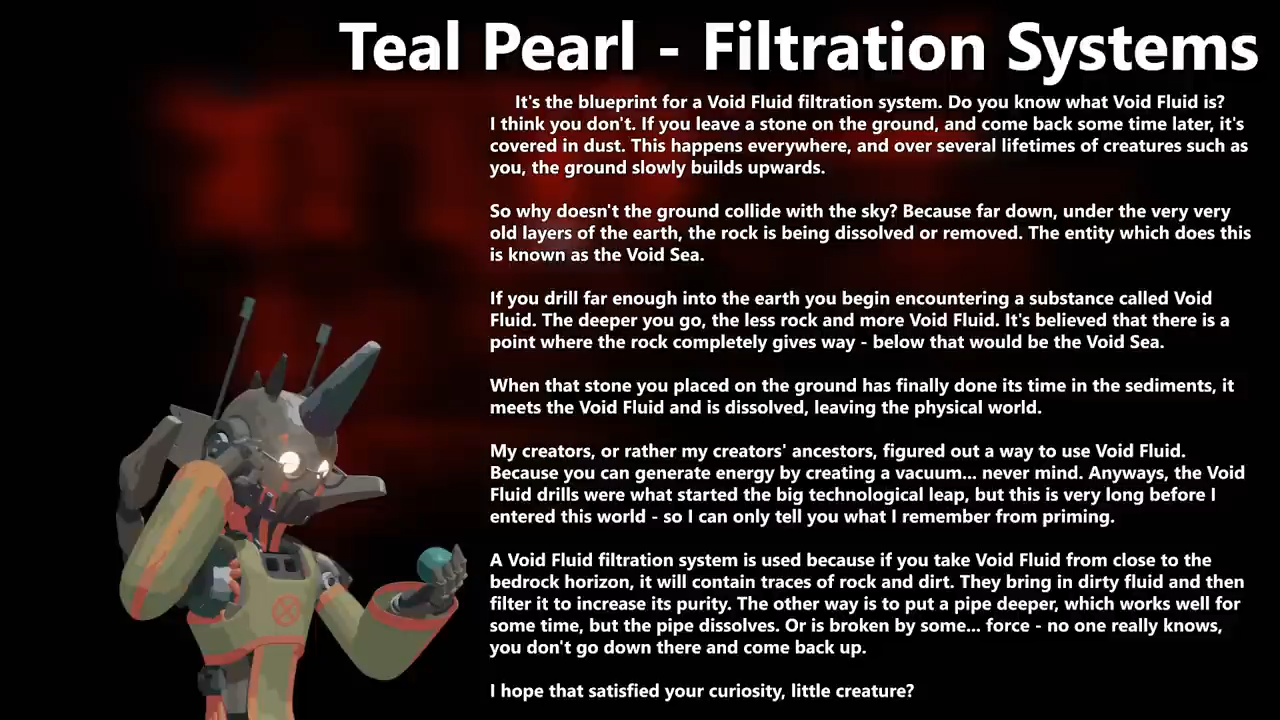 Teal Pearl - Filtration Systems
It's the blueprint for a Void Fluid filtration system. Do you know what Void Fluid is?
I think you don't. If you leave a stone on the ground, and come back some time later, it's
covered in dust. This happens everywhere, and over several lifetimes of creatures such as
you, the ground slowly builds upwards.
So why doesn't the ground collide with the sky? Because far down, under the very very
old layers of the earth, the rock is being dissolved or removed. The entity which does this
is known as the Void Sea.
If you drill far enough into the earth you begin encountering a substance called Void
Fluid. The deeper you go, the less rock and more Void Fluid. It's believed that there is a
point where the rock completely gives way - below that would be the Void Sea.
When that stone you placed on the ground has finally done its time in the sediments, it
meets the Void Fluid and is dissolved, leaving the physical world.
My creators, or rather my creators' ancestors, figured out a way to use Void Fluid.
Because you can generate energy by creating a vacuum... never mind. Anyways, the Void
Fluid drills were what started the big technological leap, but this is very long before I
entered this world - so I can only tell you what I remember from priming.
A Void Fluid filtration system is used because if you take Void Fluid from close to the
bedrock horizon, it will contain traces of rock and dirt. They bring in dirty fluid and then
filter it to increase its purity. The other way is to put a pipe deeper, which works well for
some time, but the pipe dissolves. Or is broken by some... force - no one really knows,
you don't go down there and come back up.
I hope that satisfied your curiosity, little creature?